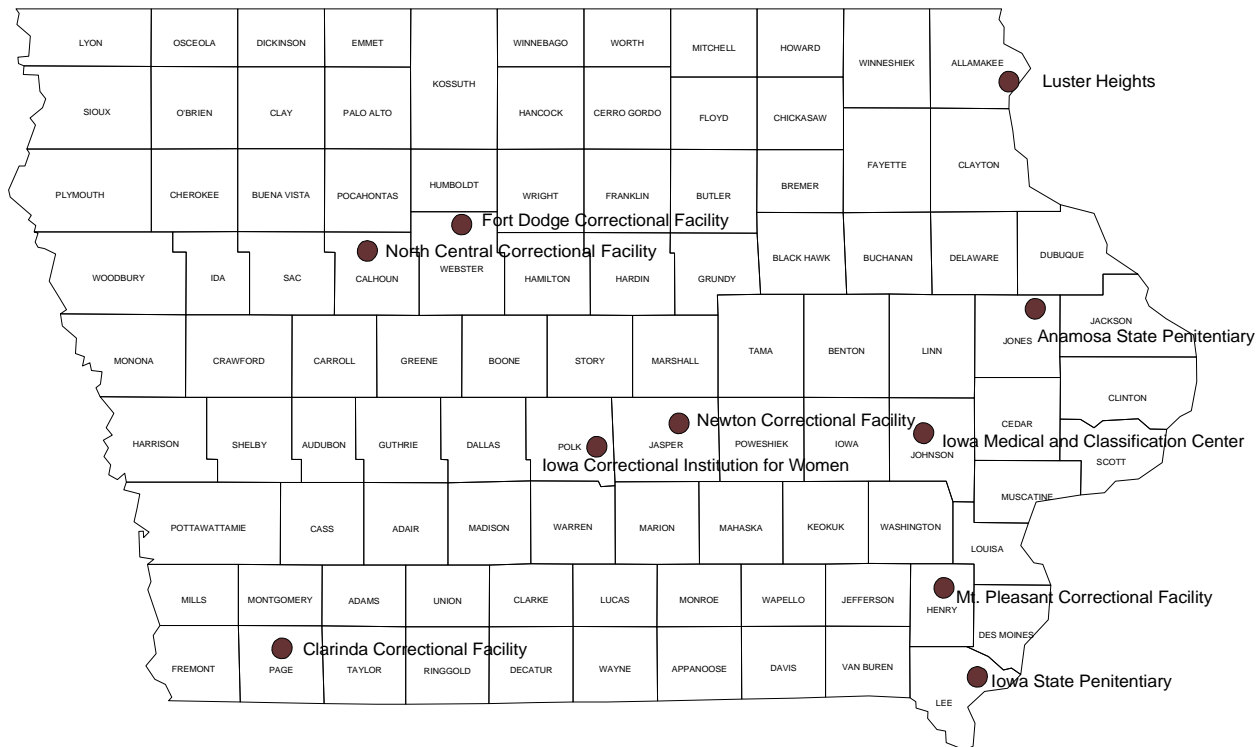 LYON
OSCEOLA
DICKINSON
EMMET
WINNEBAGO
WORTH
MITCHELL
HOWARD
WINNESHIEK
ALLAMAKEE
Luster Heights
KOSSUTH
SIOUX
O'BRIEN
CLAY
PALO ALTO
HANCOCK
CERRO GORDO
FLOYD
CHICKASAW
FAYETTE
CLAYTON
PLYMOUTH
CHEROKEE
BUENA VISTA
POCAHONTAS
HUMBOLDT
WRIGHT
FRANKLIN
BUTLER
BREMER
Fort Dodge Correctional Facility
North Central Correctional Facility
WOODBURY
IDA
SAC
CALHOUN
WEBSTER
HAMILTON
HARDIN
GRUNDY
BLACK HAWK
BUCHANAN
DELAWARE
DUBUQUE
JACKSON
JONES
Anamosa State Penitentiary
MONONA
CRAWFORD
CARROLL
GREENE
BOONE
STORY
MARSHALL
TAMA
BENTON
LINN
CLINTON
CEDAR
Newton Correctional Facility
HARRISON
SHELBY
AUDUBON
GUTHRIE
DALLAS
POLK
JASPER
POWESHIEK
IOWA
JOHNSON
Iowa Medical and Classification Center
Iowa Correctional Institution for Women
SCOTT
MUSCATINE
POTTAWATTAMIE
CASS
ADAIR
MADISON
WARREN
MARION
MAHASKA
KEOKUK
WASHINGTON
LOUISA
MILLS
MONTGOMERY
ADAMS
UNION
CLARKE
LUCAS
MONROE
WAPELLO
JEFFERSON
HENRY
Mt. Pleasant Correctional Facility
DES MOINES
Clarinda Correctional Facility
FREMONT
PAGE
TAYLOR
RINGGOLD
DECATUR
WAYNE
APPANOOSE
DAVIS
VAN BUREN
LEE
Iowa State Penitentiary